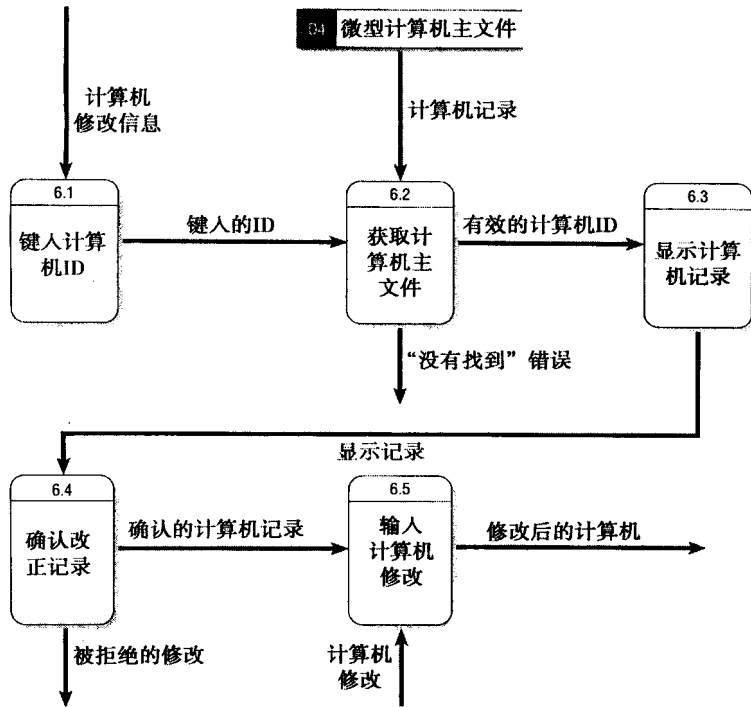 D4 微型计算机主文件
计算机
修改信息
计算机记录
6.1
键入计算
机ID
键入的ID
6.2
获取计
算机主
文件
有效的计算机ID
6.3
显示计算
机记录
“没有找到”错误
显示记录
6.4
确认改
正记录
确认的计算机记录
6.5
输入
计算机
修改
修改后的计算机
被拒绝的修改
计算机
修改